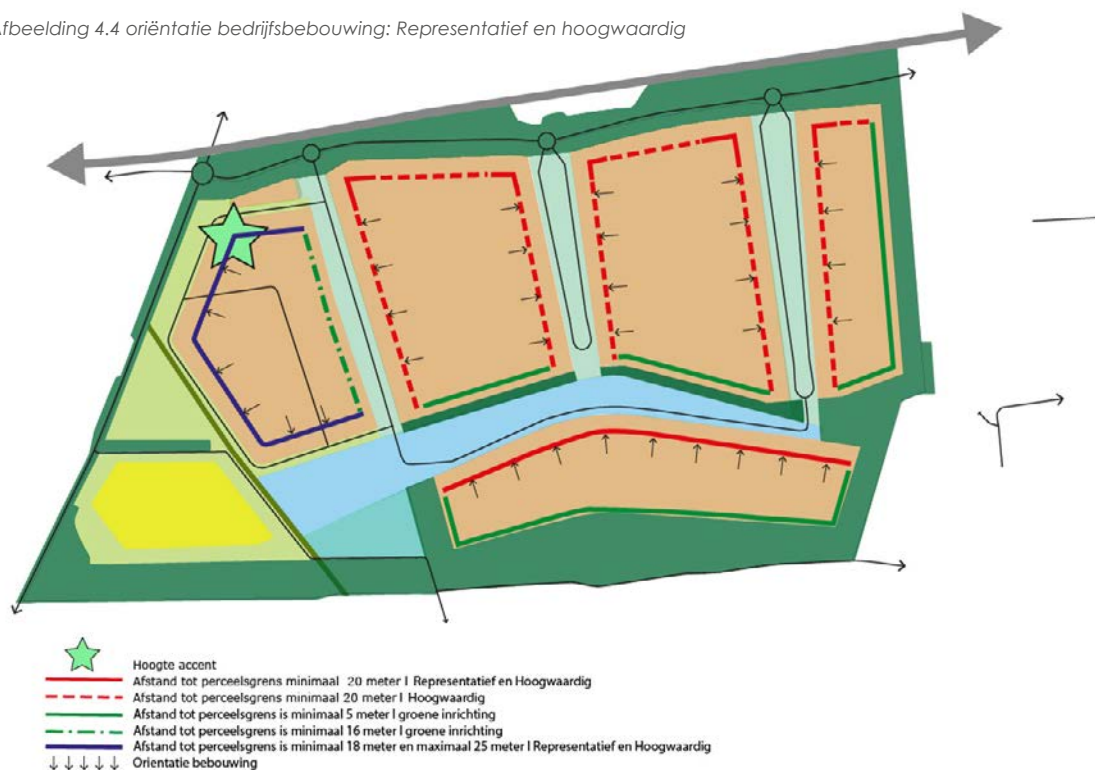 Afbeelding 4.4 oriëntatie bedrijfsbebouwing: Representatief en hoogwaardig
Hoogte accent
Afstand tot perceelsgrens minimaal 20 meter I Representatief en Hoogwaardig
Afstand tot perceelsgrens minimaal 20 meter I Hoogwaardig
Afstand tot perceelsgrens is minimaal 5 meter I groene inrichting
Afstand tot perceelsgrens is minimaal 16 meter I groene inrichting
Afstand tot perceelsgrens is minimaal 18 meter en maximaal 25 meter I Representatief en Hoogwaardig
Orientatie bebouwing